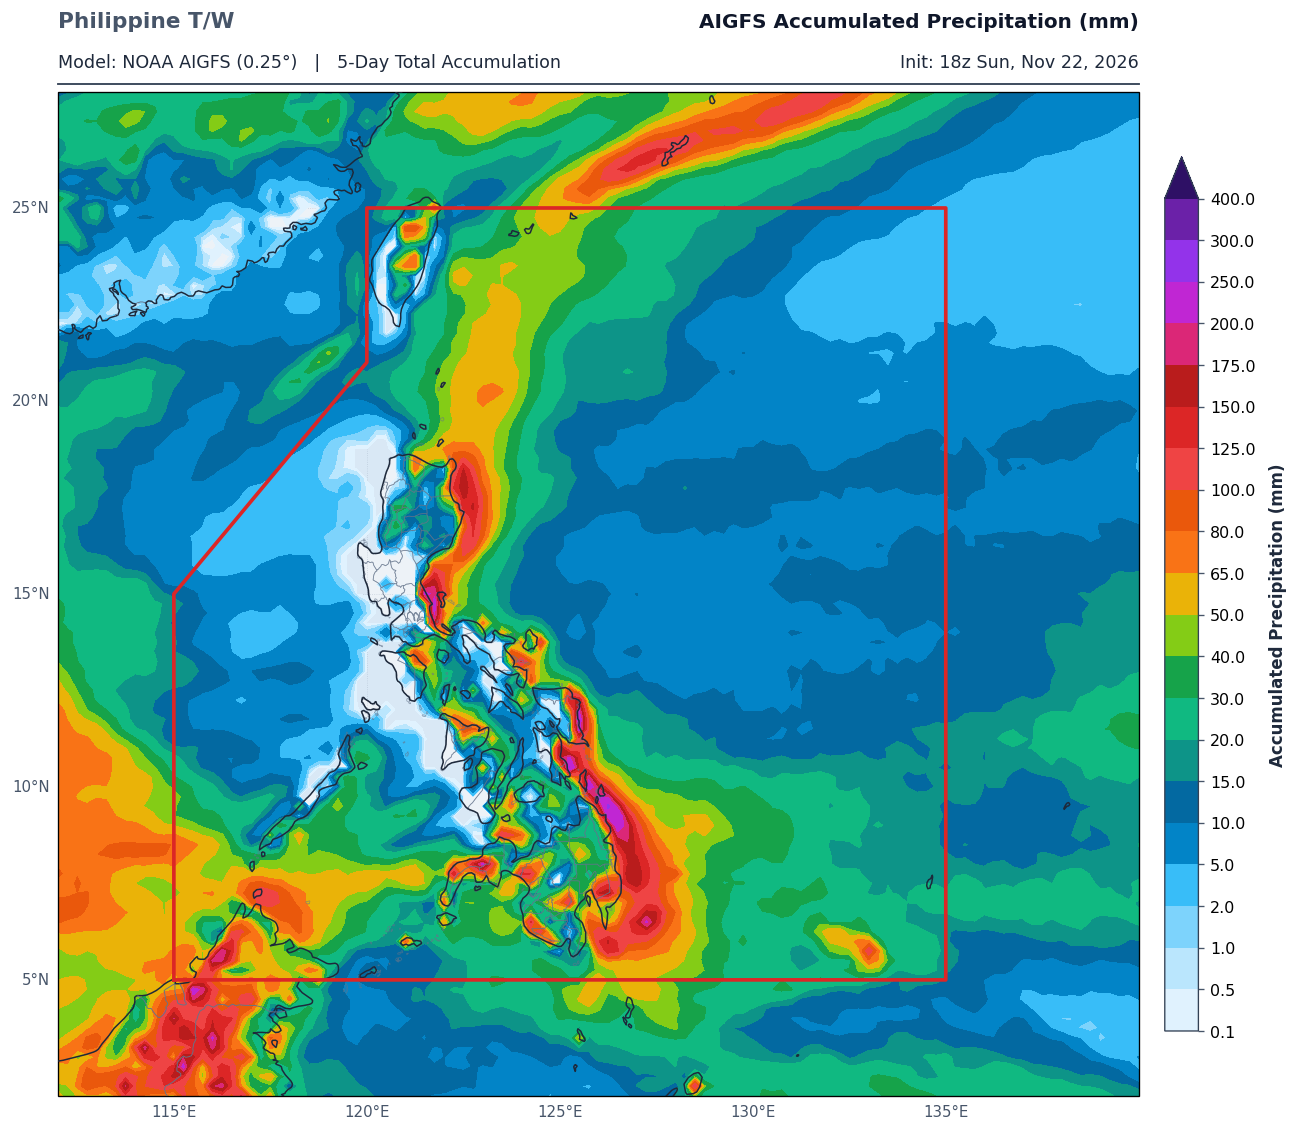 Philippine T/W
AIGFS Accumulated Precipitation (mm)
Model: NOAA AIGFS (0.25°)   |   5-Day Total Accumulation
Init: 18z Sun, Nov 22, 2026
25°N
20°N
15°N
10°N
5°N
115°E
120°E
125°E
130°E
135°E
400.0
300.0
250.0
200.0
175.0
150.0
125.0
100.0
80.0
65.0
50.0
40.0
30.0
20.0
15.0
10.0
5.0
2.0
1.0
0.5
0.1
Accumulated Precipitation (mm)